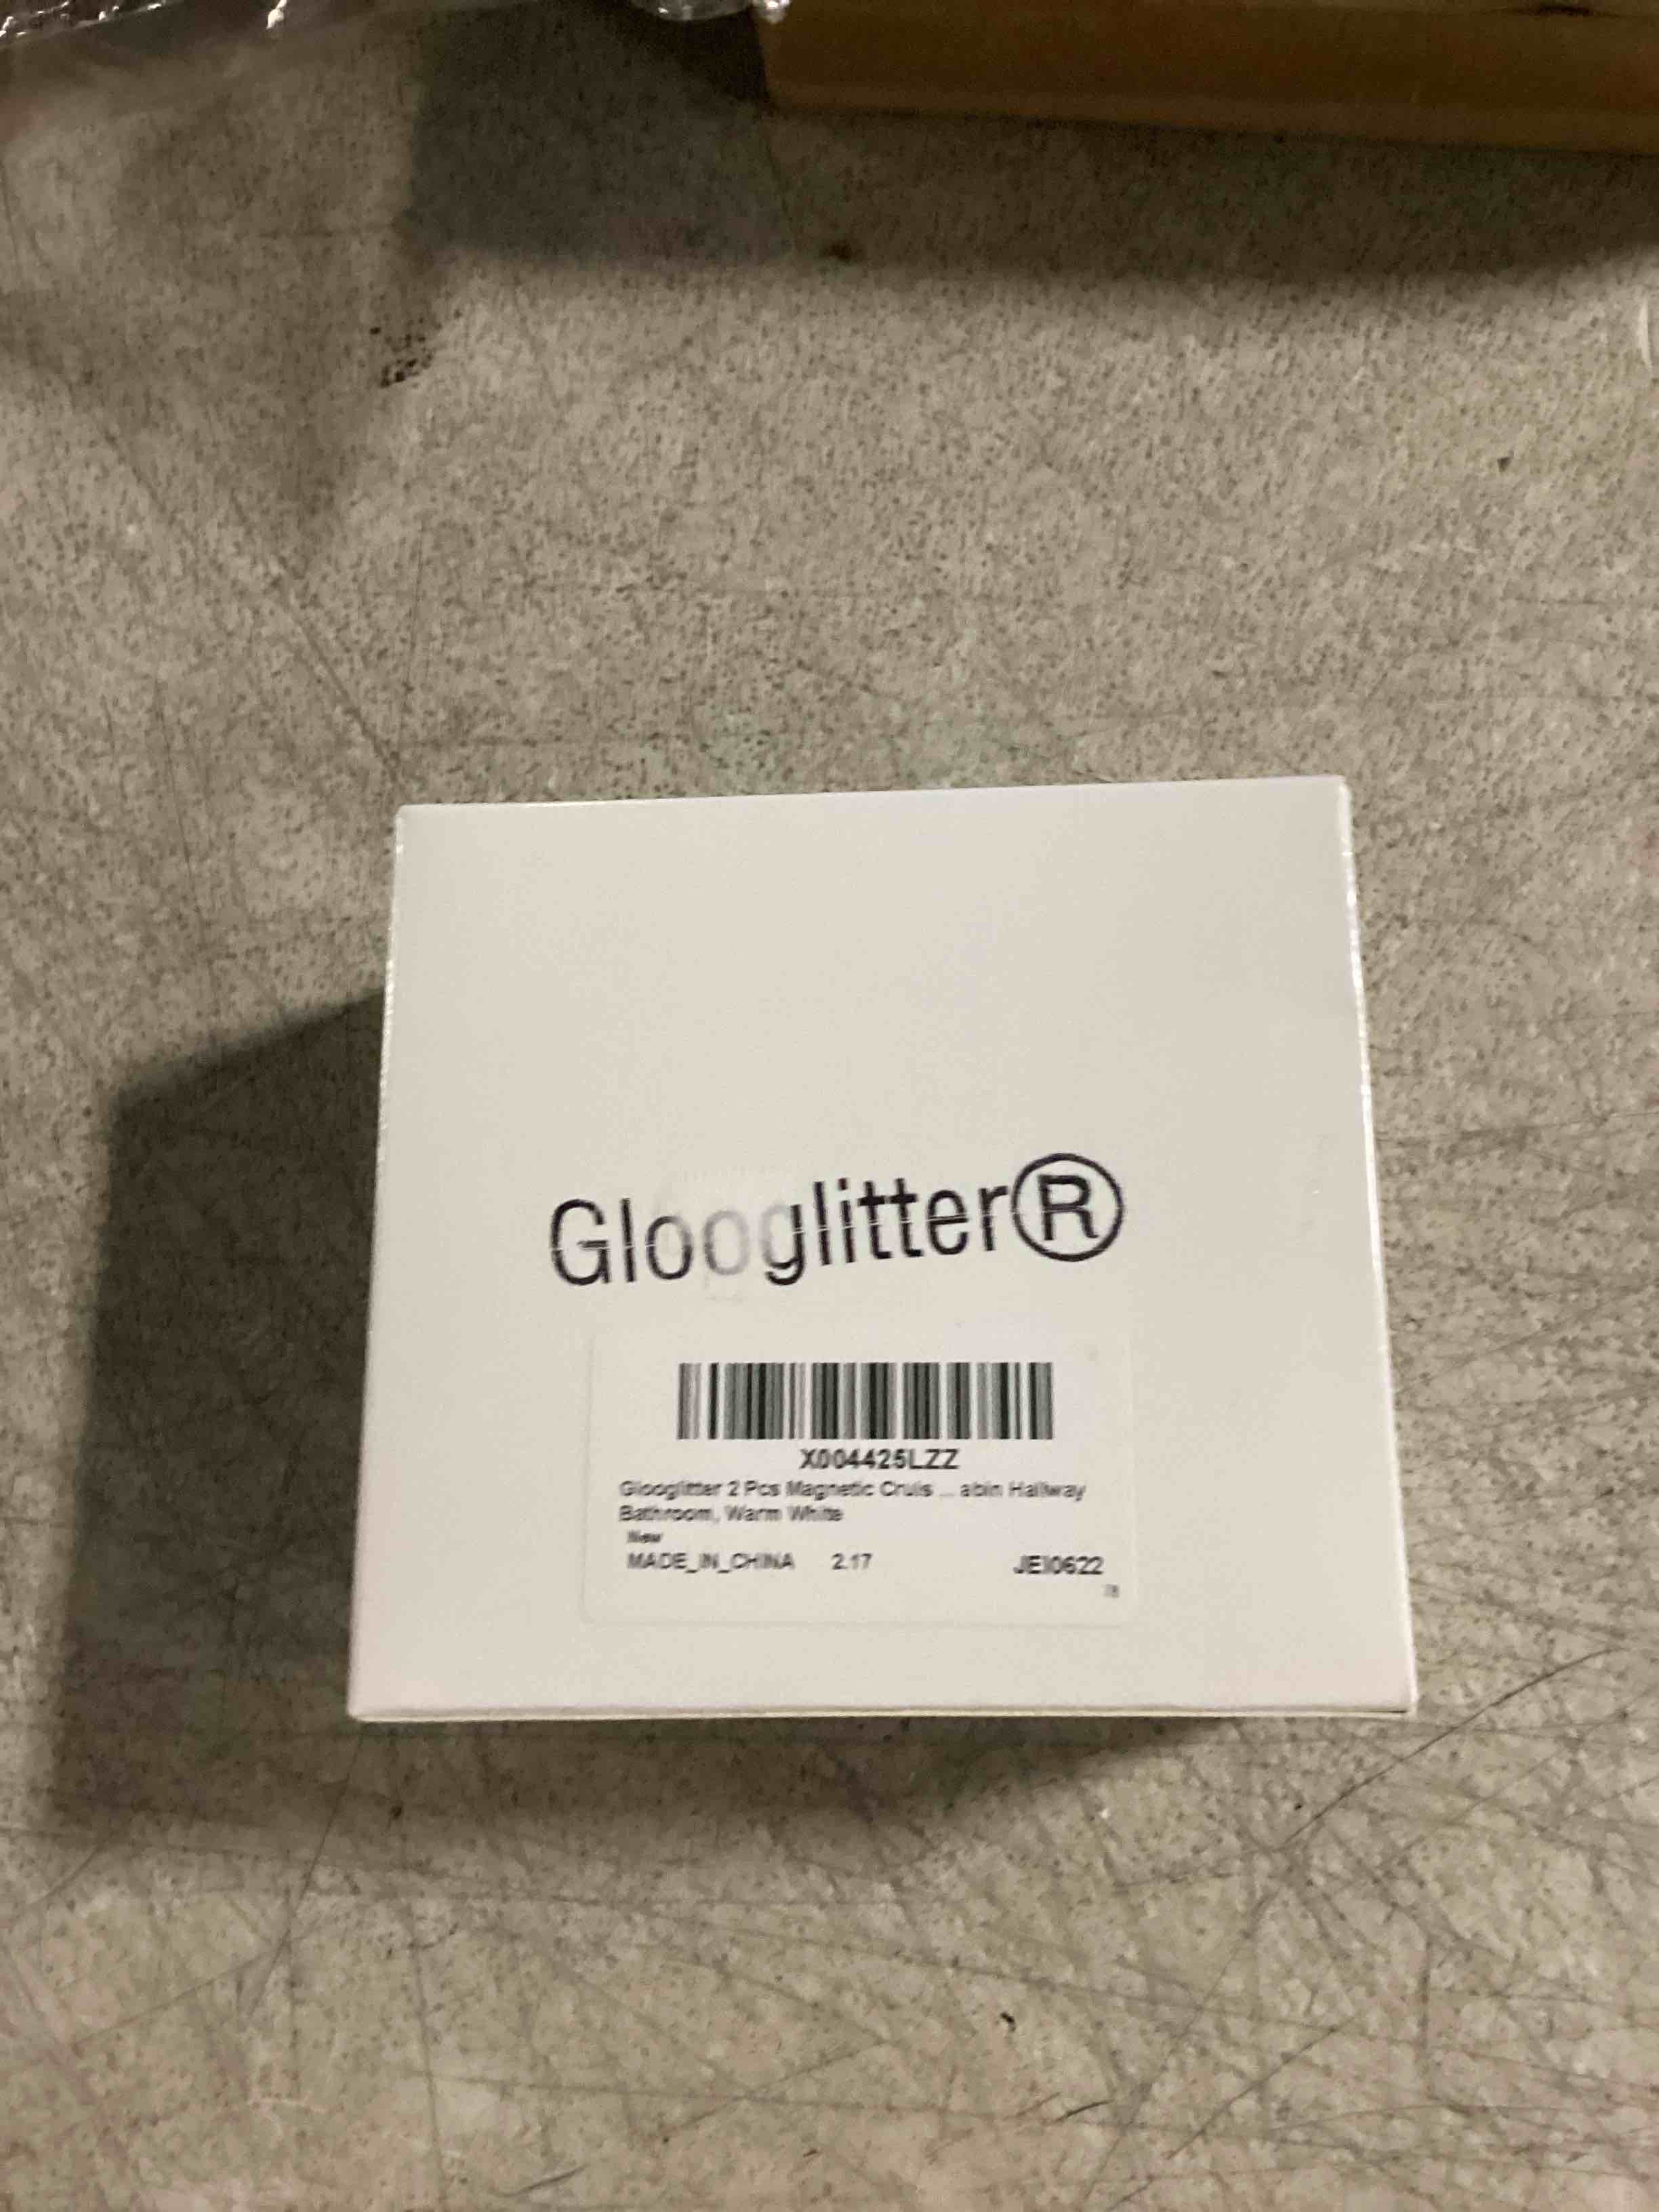 Glooglitter®
X004425LZZ
Glooglitter 2 Pcs Magnetic Cruis ... abin Hallway
Bathroom, Warm White
New
MADE_IN_CHINA 2.17 JEI0622